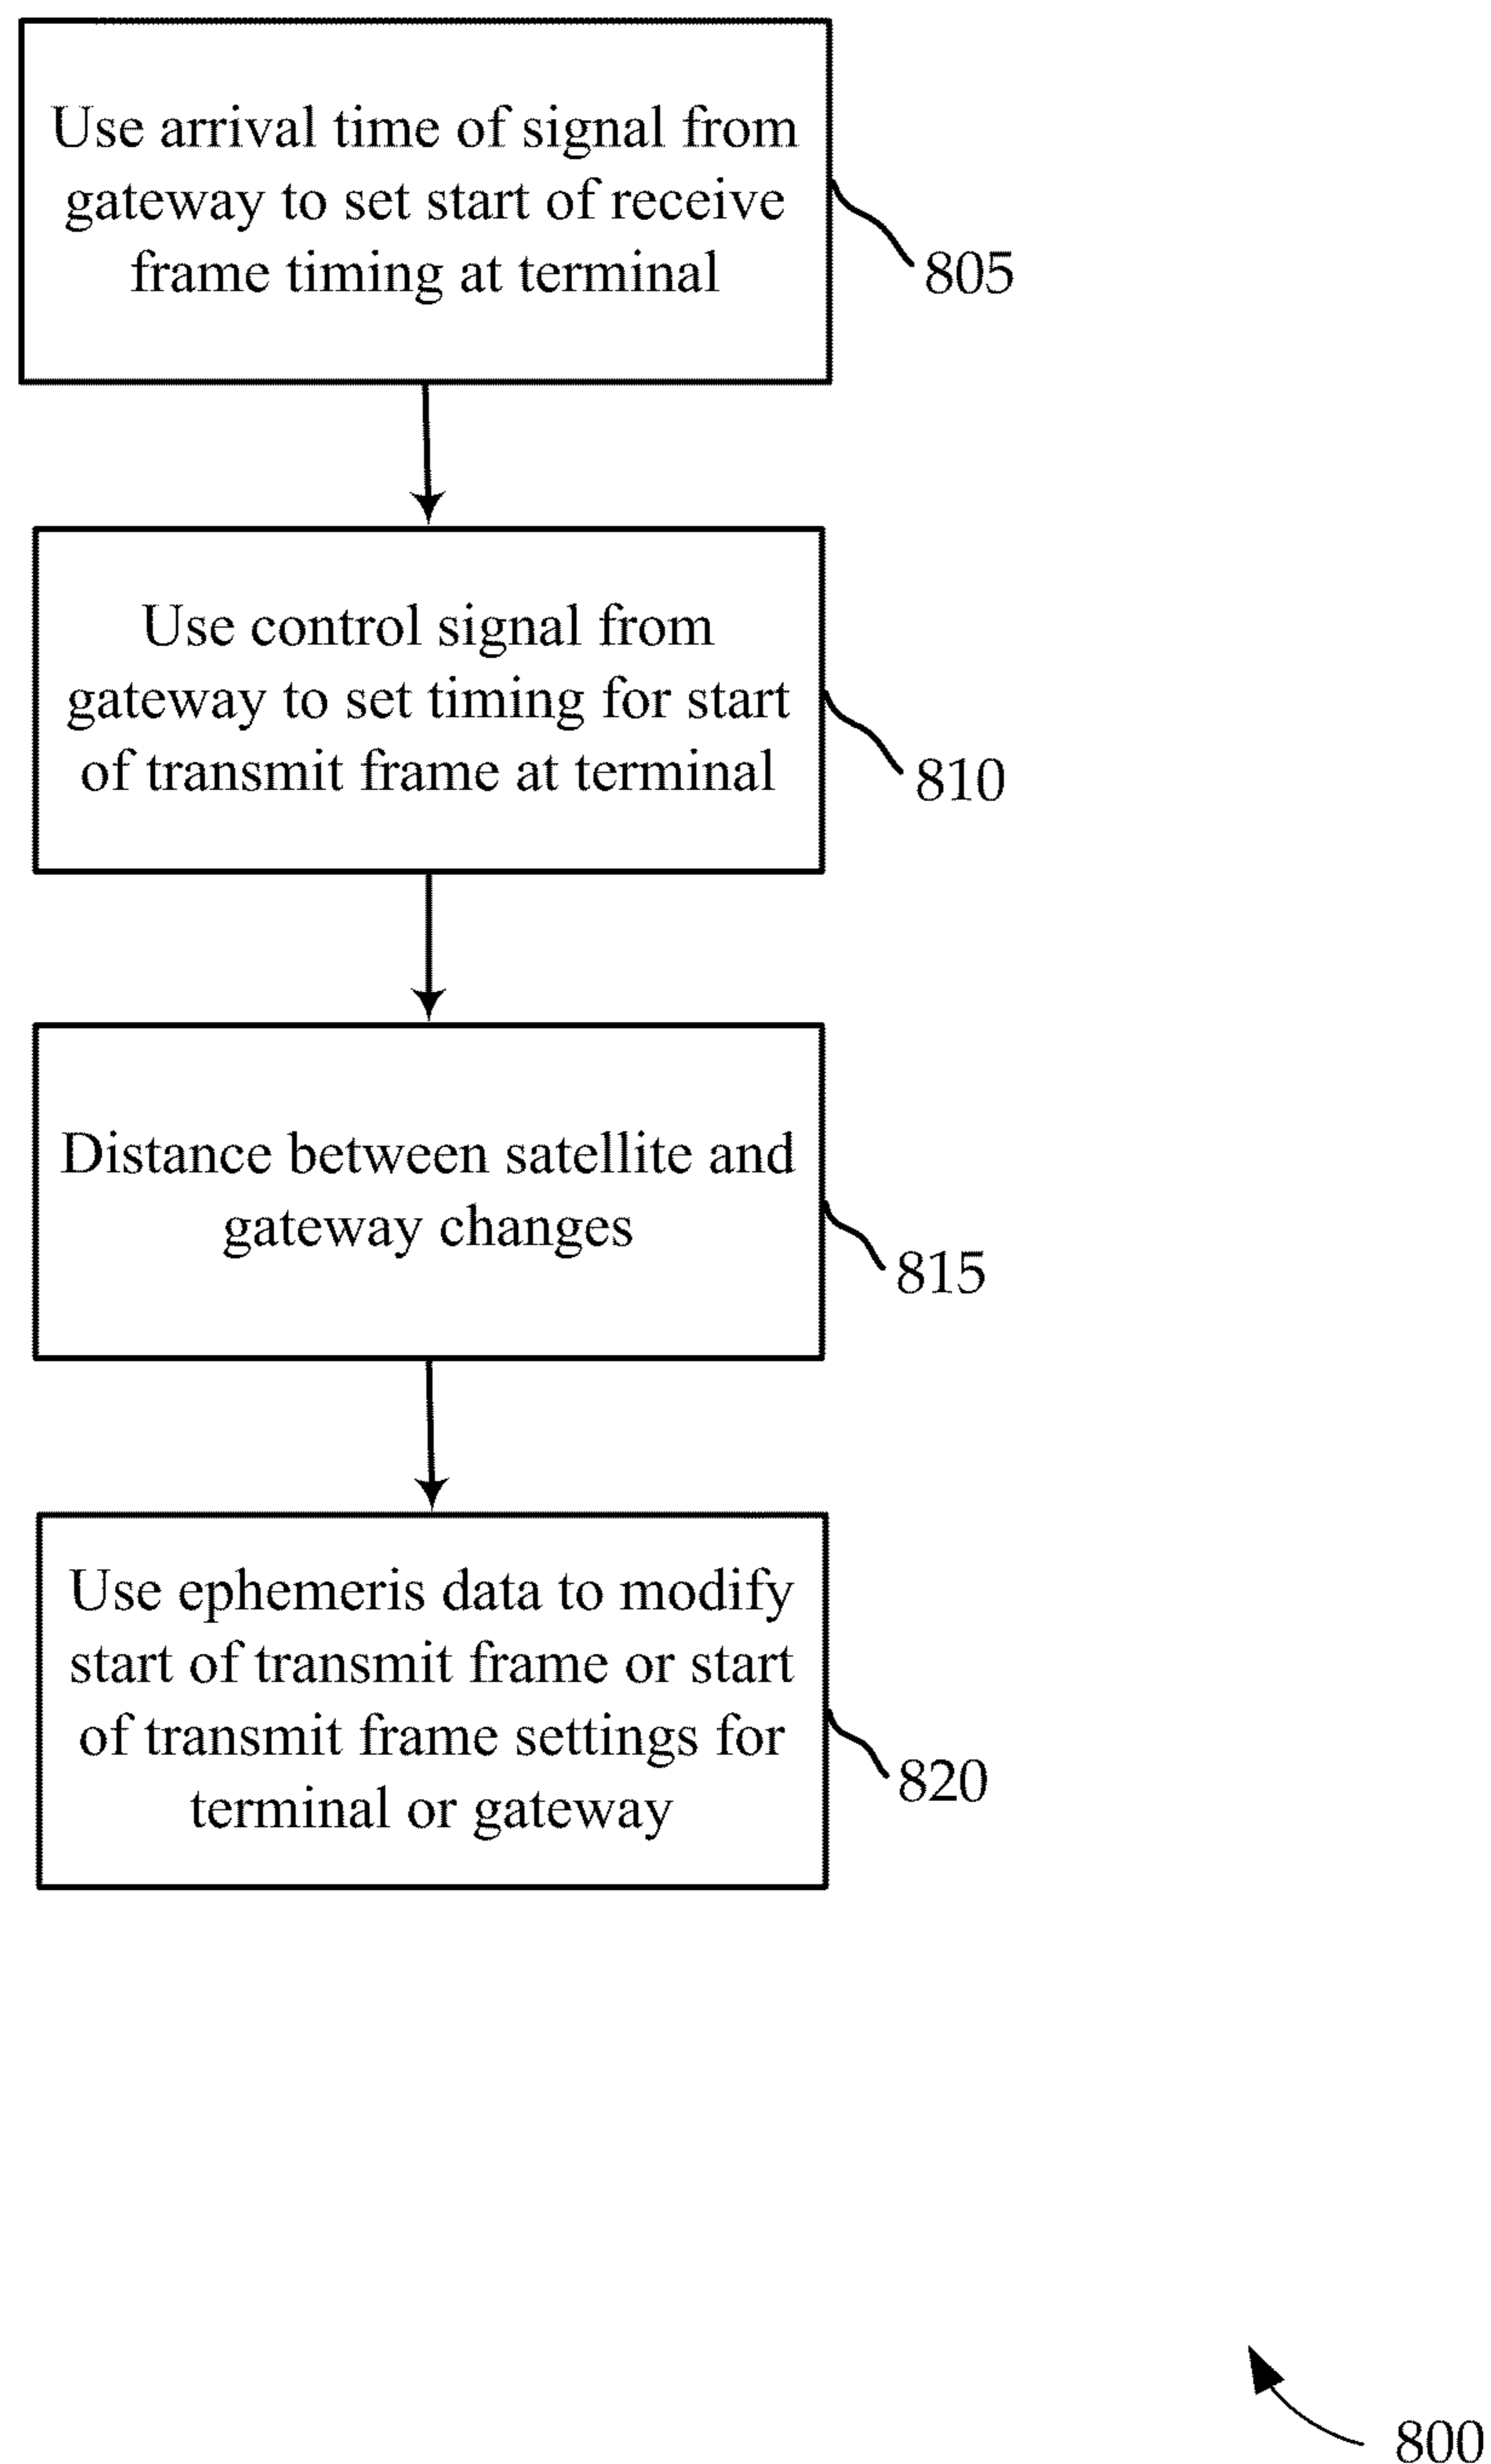 Use arrival time of signal from
gateway to set start of receive
frame timing at terminal
805
Use control signal from
gateway to set timing for start
of transmit frame at terminal
810
Distance between satellite and
gateway changes
815
Use ephemeris data to modify
start of transmit frame or start
of transmit frame settings for
terminal or gateway
820
800